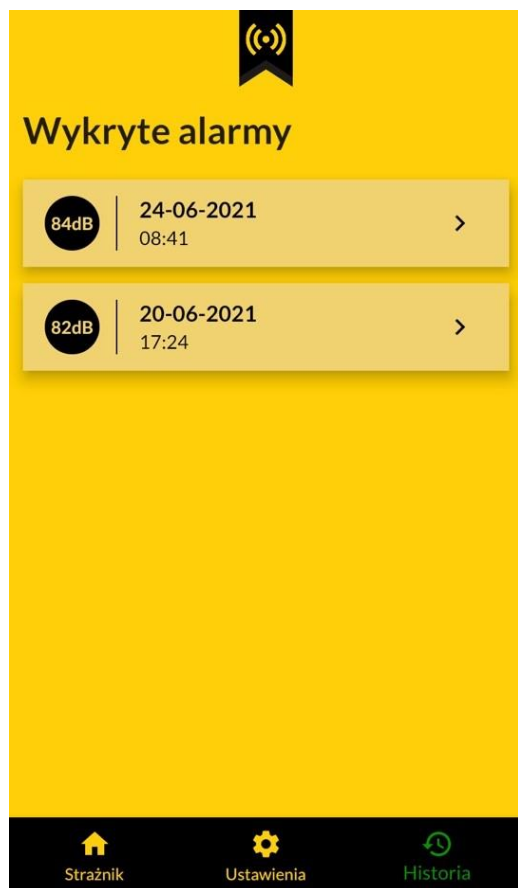 Wykryte alarmy
84dB
24-06-2021
08:41
82dB
20-06-2021
17:24
Strażnik
Ustawienia
Historia